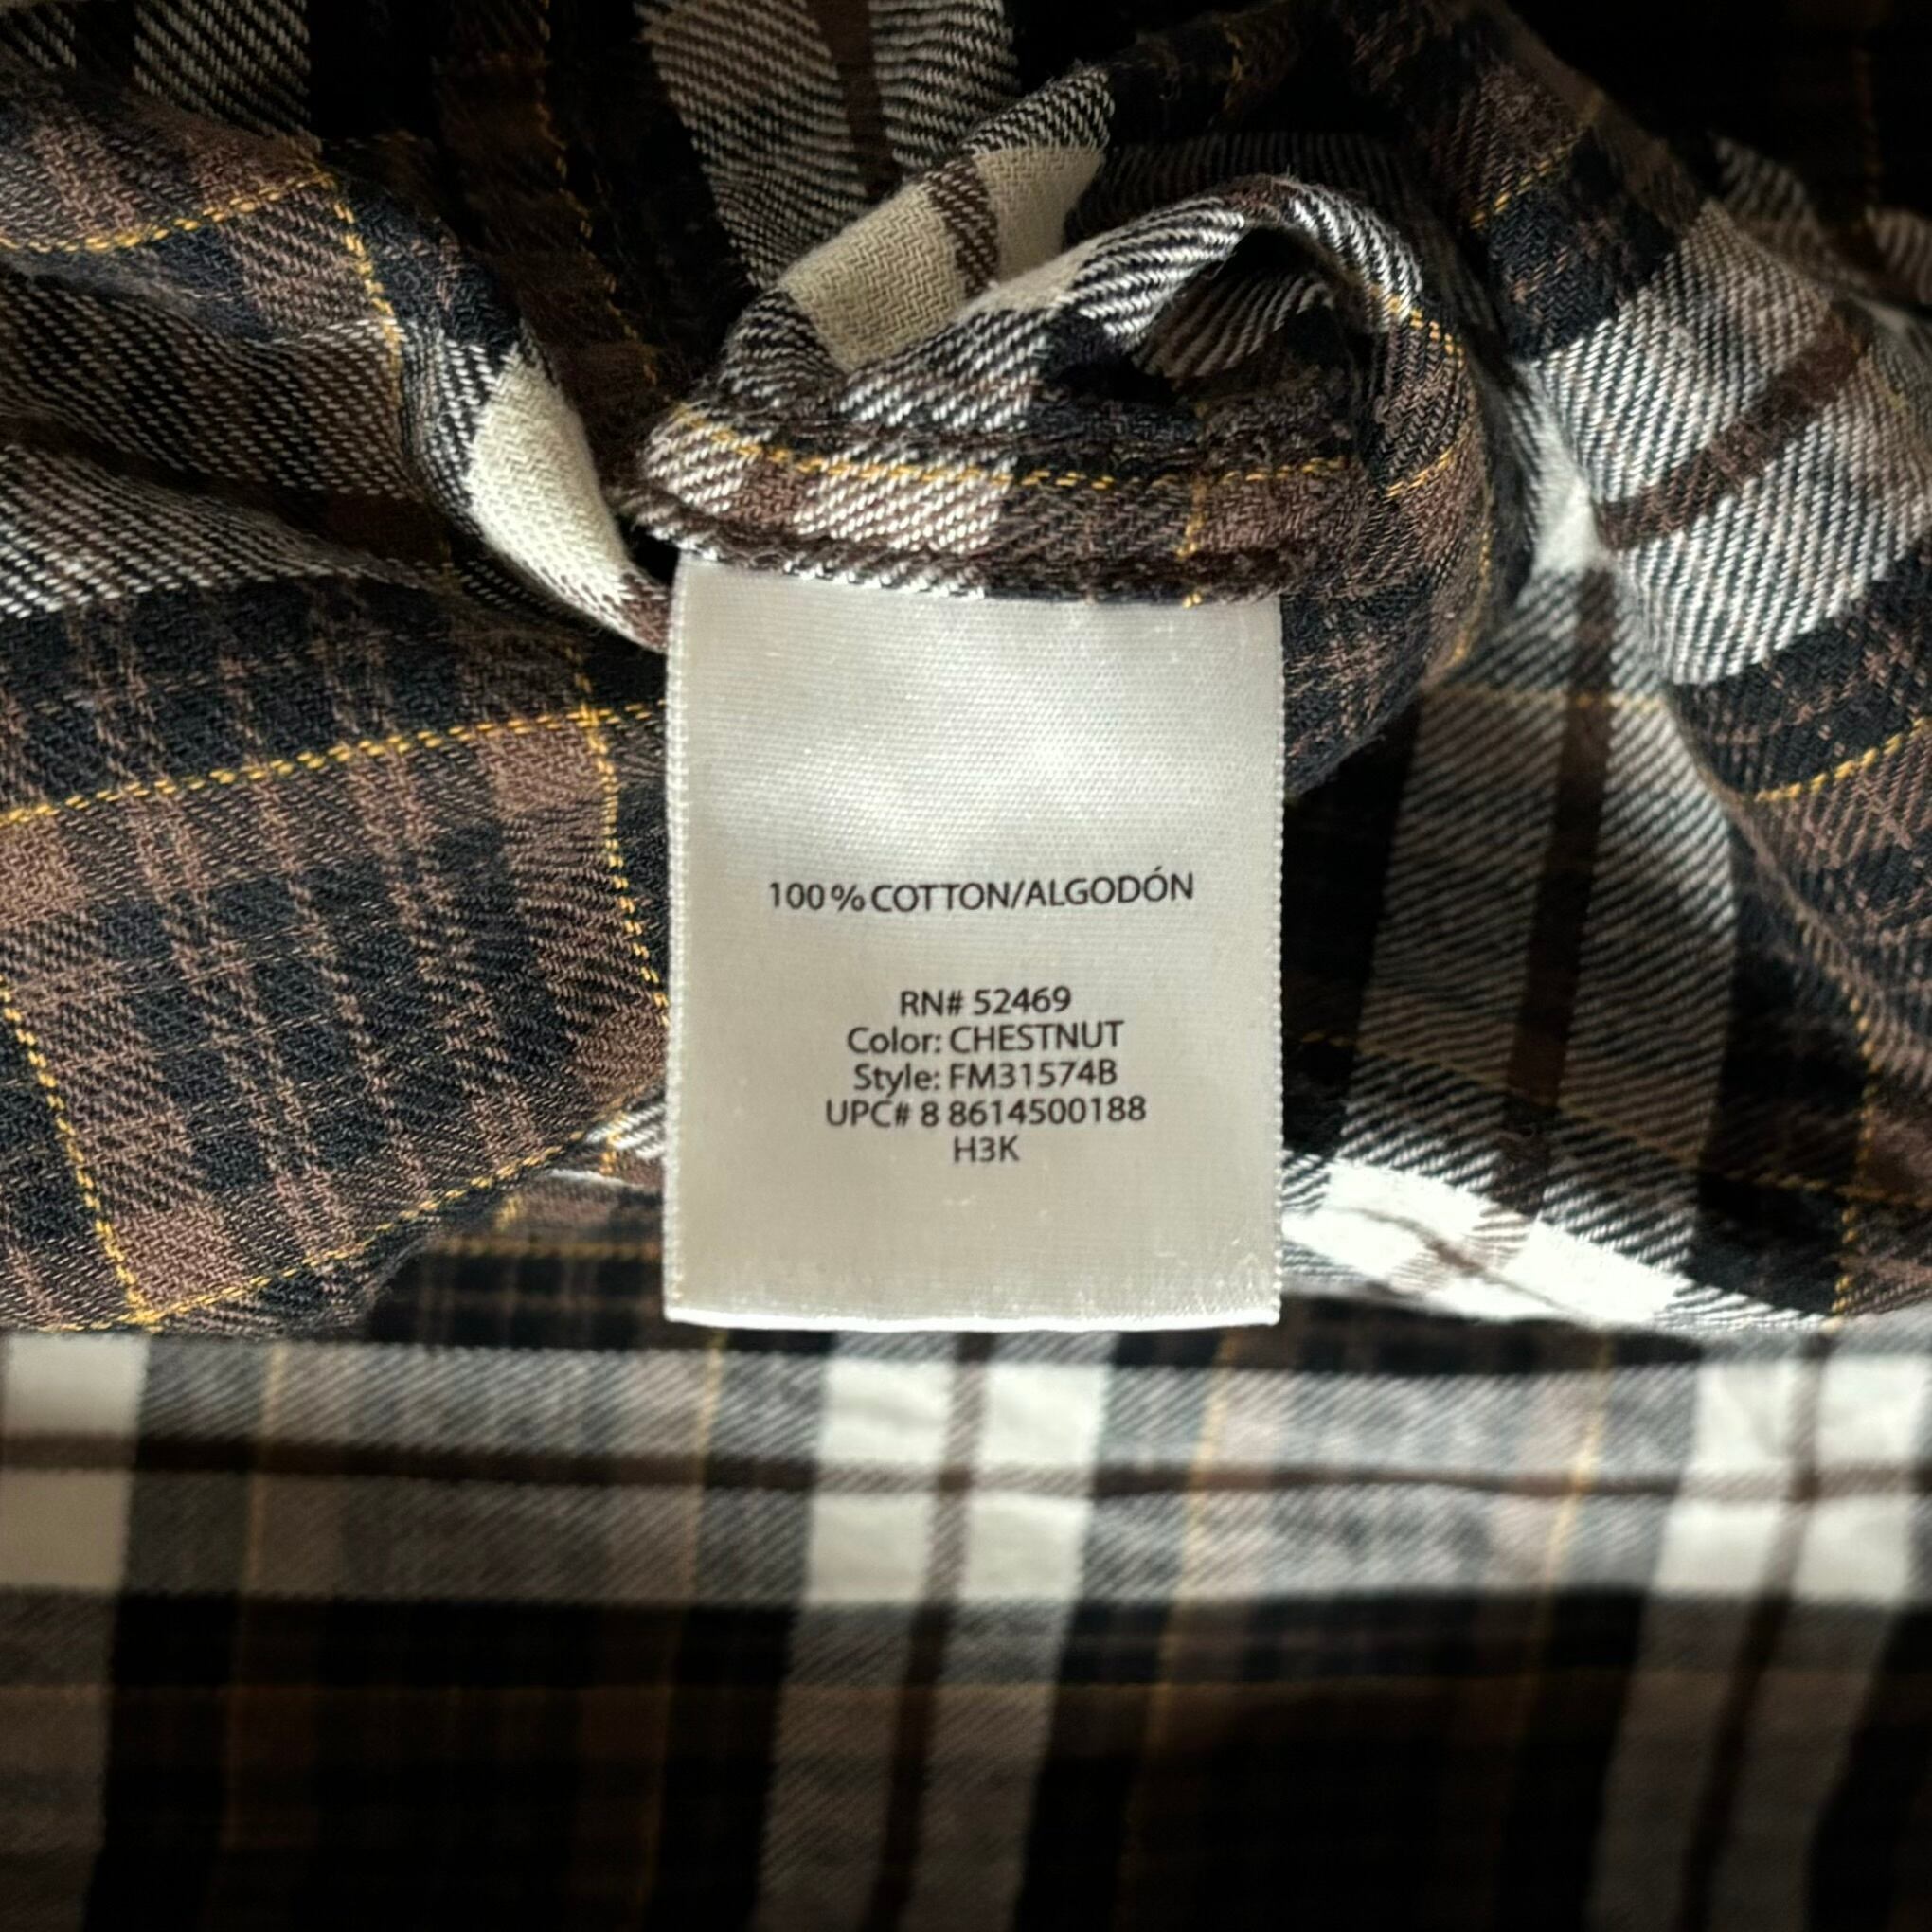 100% COTTON/ALGODÓN
RN# 52469
Color: CHESTNUT
Style: FM31574B
UPC# 8 8614500188
H3K